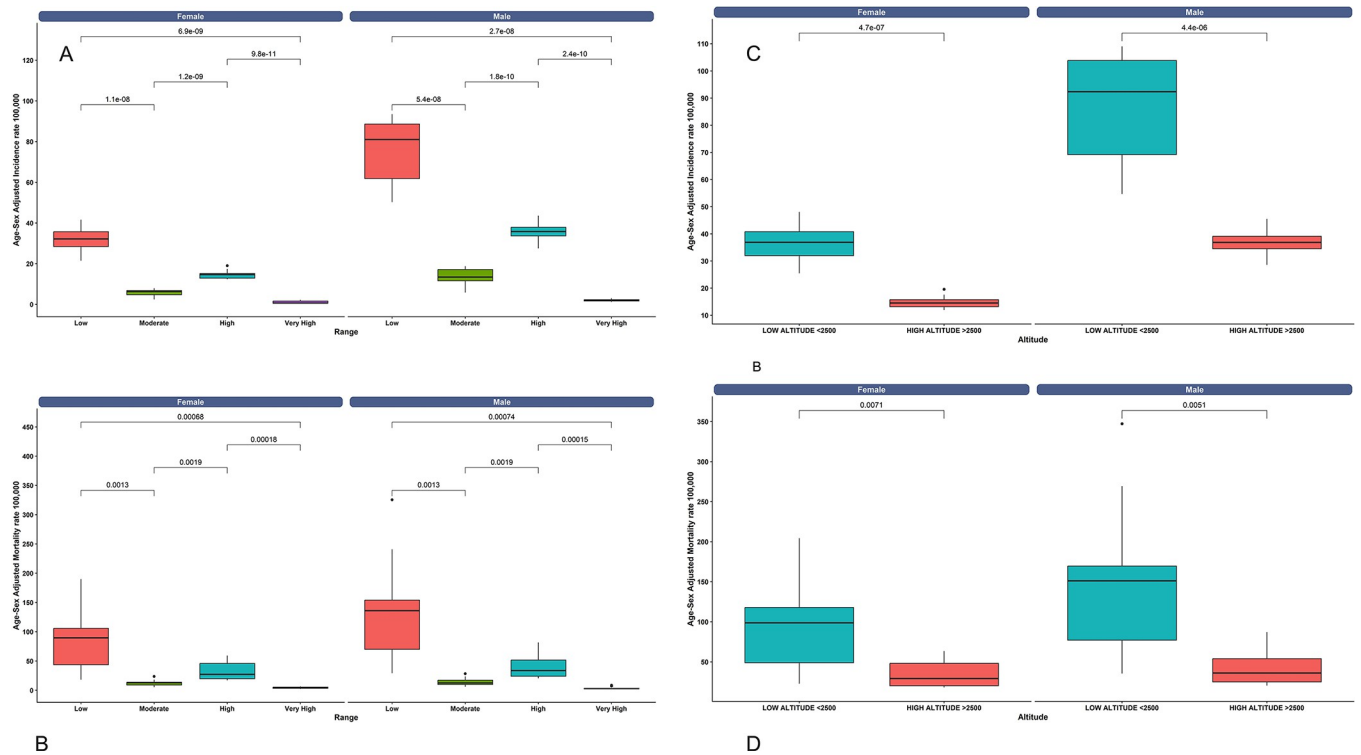 Female
Male
A
6.9e-09
2.7e-08
9.8e-11
2.4e-10
1.2e-09
1.8e-10
1.1e-08
5.4e-08
Age-Sex Adjusted Incidence rate 100,000
120
100
80
60
40
20
0
Low
Moderate
High
Very High
Low
Moderate
High
Very High
Range
Female
Male
C
4.7e-07
4.4e-06
Age-Sex Adjusted Incidence rate 100,000
110
100
90
80
70
60
50
40
30
20
10
LOW ALTITUDE <2500
HIGH ALTITUDE >2500
LOW ALTITUDE <2500
HIGH ALTITUDE >2500
Altitude
B
Female
Male
0.00068
0.00074
0.00018
0.00015
0.0019
0.0019
0.0013
0.0013
Age-Sex Adjusted Mortality rate 100,000
450
400
350
300
250
200
150
100
50
0
Low
Moderate
High
Very High
Low
Moderate
High
Very High
Range
B
Female
Male
0.0071
0.0051
Age-Sex Adjusted Mortality rate 100,000
350
300
250
200
150
100
50
LOW ALTITUDE <2500
HIGH ALTITUDE >2500
LOW ALTITUDE <2500
HIGH ALTITUDE >2500
Altitude
D